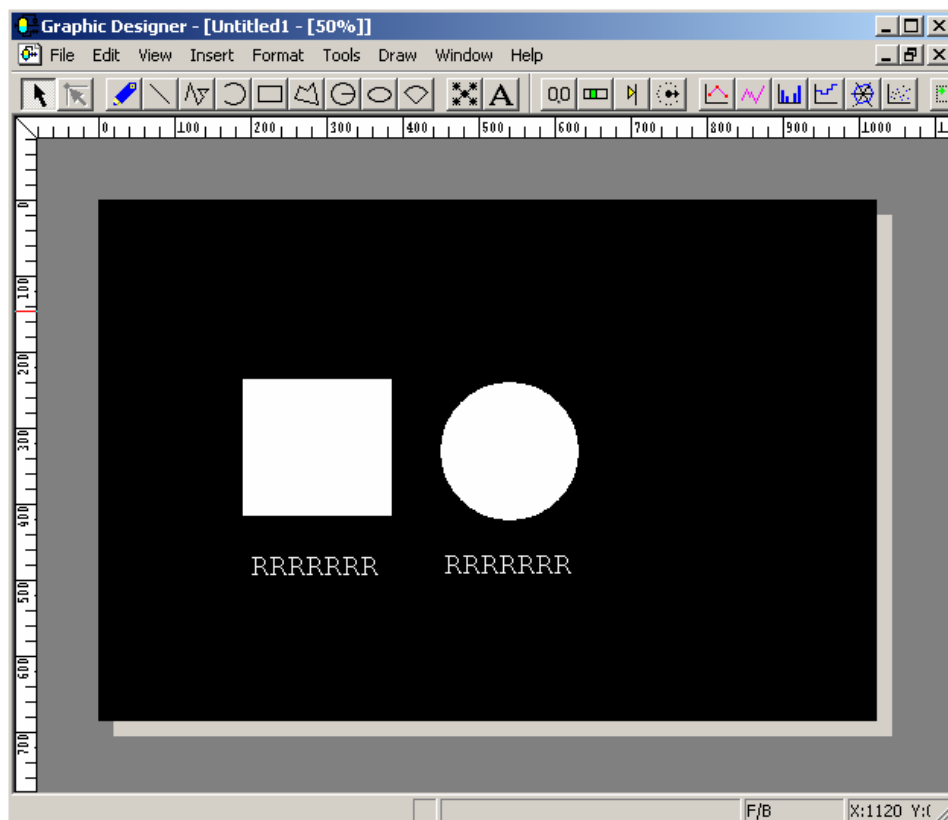 Graphic Designer - [Untitled1 - [50%]]
File Edit View Insert Format Tools Draw Window Help
A 0,0
0 100 200 300 400 500 600 700 800 900 1000
0
100
200
300
400
500
600
700
RRRRRRR RRRRRRR
F/B X:1120 Y: